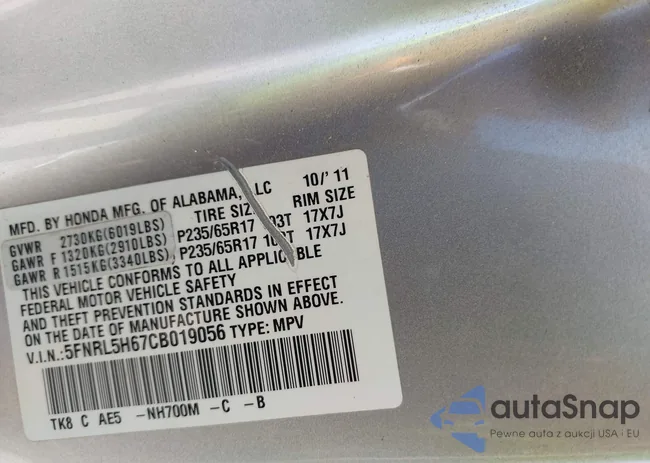 MFD. BY HONDA MFG. OF ALABAMA, LLC 10/'11
TIRE SIZE RIM SIZE
GVWR 2730KG(6019LBS)
GAWR F 1320KG(2910LBS) P235/65R17 103T 17X7J
GAWR R 1515KG(3340LBS) P235/65R17 103T 17X7J
THIS VEHICLE CONFORMS TO ALL APPLICABLE
FEDERAL MOTOR VEHICLE SAFETY
AND THEFT PREVENTION STANDARDS IN EFFECT
ON THE DATE OF MANUFACTURE SHOWN ABOVE.
V.I.N.:5FNRL5H67CB019056 TYPE: MPV
TK8 C AE5 -NH700M -C -B
autaSnap
Pewne auta z aukcji USA · EU